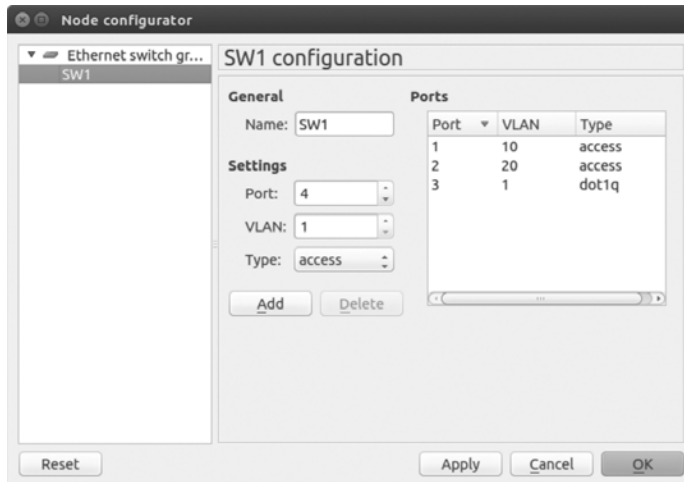 Node configurator
Ethernet switch gr...
SW1
SW1 configuration
General
Name: SW1
Settings
Port: 4
VLAN: 1
Type: access
Add
Delete
Ports
Port VLAN Type
1 10 access
2 20 access
3 1 dot1q
Reset
Apply
Cancel
OK